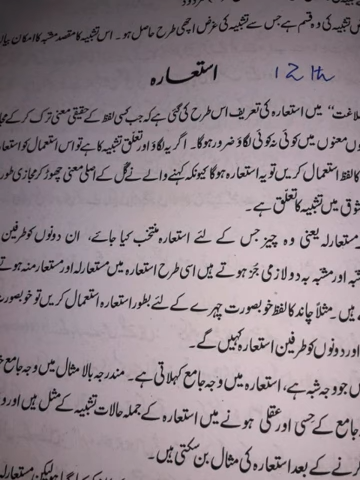 تشبیہ کی وہ قسم ہے جس سے تشبیہ کی غرض اچھی طرح حاصل ہو۔ اس تشبیہ کا مقصد مشبہ کا امکان
استعارہ 12th
بلاغت" میں استعارہ کی تعریف اس طرح کی گئی ہے کہ جب کسی لفظ کے حقیقی معنی ترک کر کے
معنوں میں کوئی نہ کوئی لگاؤ ضرور ہوگا۔ اگر یہ لگاؤ اور تعلق تشبیہ کا ہے تو اس استعمال کو استعارہ
کا لفظ استعمال کریں تو یہ استعارہ ہوگا کیونکہ کہنے والے نے گل کے اصلی معنی چھوڑ کر مجازی طور
میں تشبیہ کا تعلق ہے۔
مستعار لہ یعنی وہ چیز جس کے لئے استعارہ منتخب کیا جائے، ان دونوں کو طرفین
اور مشبہ بہ دو لازمی جُز ہوتے ہیں اسی طرح استعارہ میں مستعار لہ اور مستعار منہ ہوتے
ہیں۔ مثلاً چاند کا لفظ خوبصورت چہرے کے لئے بطور استعارہ استعمال کریں تو خوبصورت
اور دونوں کو طرفین استعارہ کہیں گے۔
جو وجہ شبہ ہے، استعارہ میں وجہ جامع کہلاتی ہے۔ مندرجہ بالا مثال میں وجہ جامع
جامع کے حسی اور عقلی ہونے میں استعارہ کے جملہ حالات تشبیہ کے مثل ہیں اور
کرنے کے بعد استعارہ کی مثال بن سکتی ہیں۔